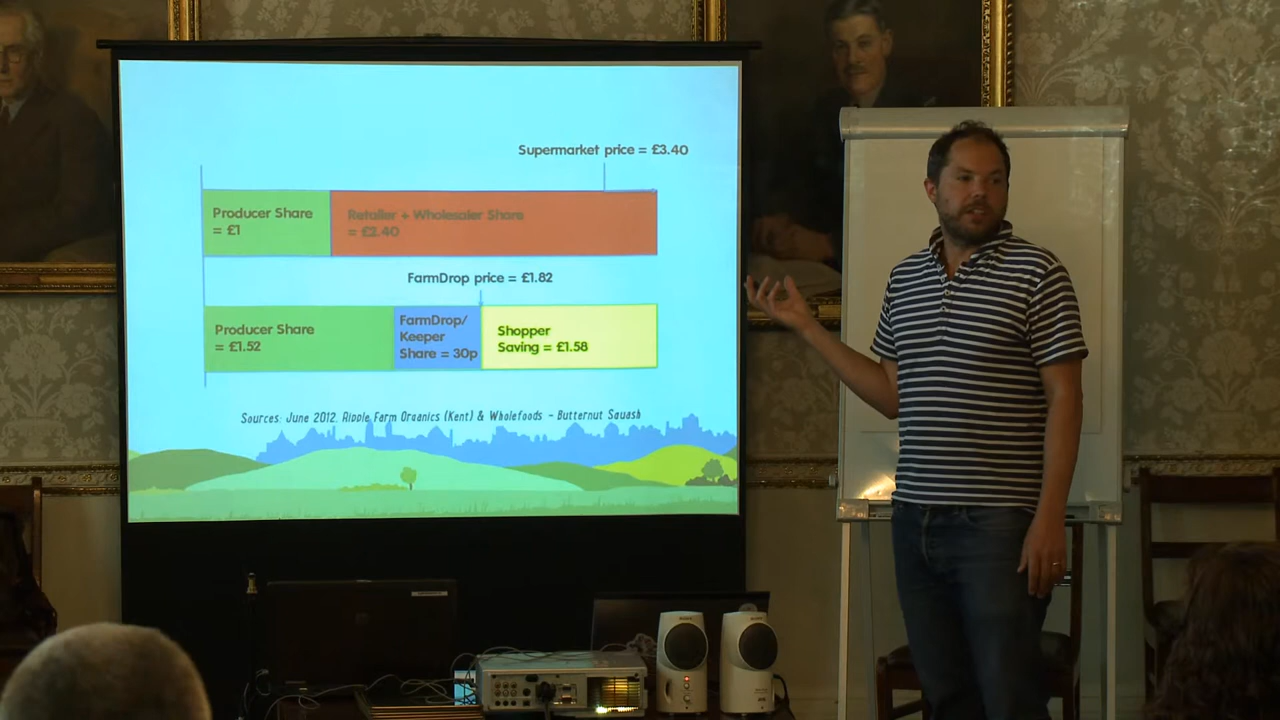 Supermarket price = £3.40
Producer Share
= £1
Retailer + Wholesaler Share
= £2.40
FarmDrop price = £1.82
Producer Share
= £1.52
FarmDrop/
Keeper
Share = 30p
Shopper
Saving = £1.58
Sources: June 2012. Ripple Farm Organics (Kent) & Wholefoods - Butternut Squash